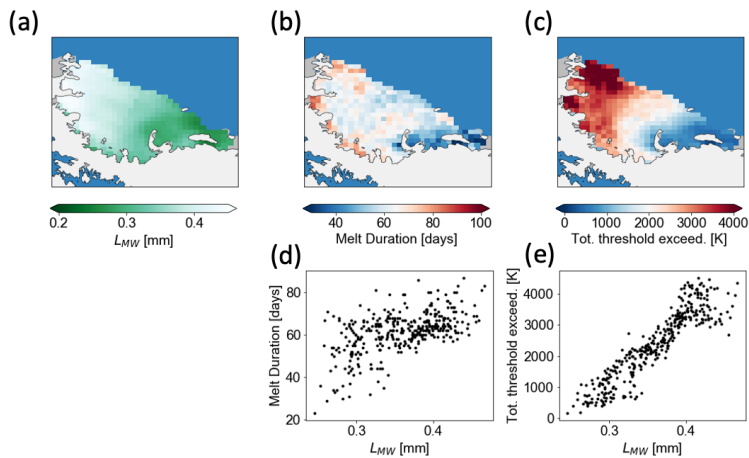 (a) (b) (c)
0.2 0.3 0.4
L_MW [mm]
40 60 80 100
Melt Duration [days]
0 1000 2000 3000 4000
Tot. threshold exceed. [K]
(d)
Melt Duration [days]
80
60
40
20
0.3 0.4
L_MW [mm]
(e)
Tot. threshold exceed. [K]
4000
3000
2000
1000
0
0.3 0.4
L_MW [mm]